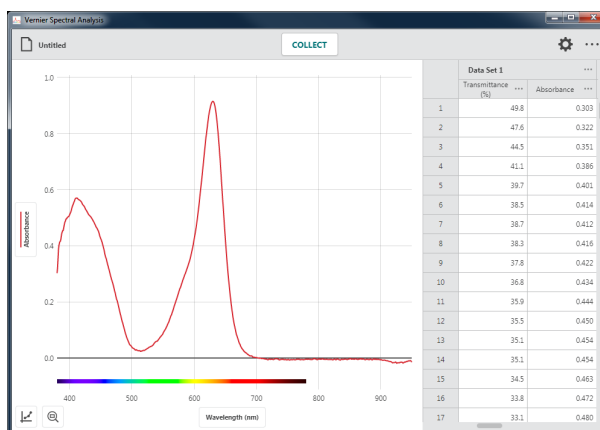 Vernier Spectral Analysis
Untitled
COLLECT
...
Absorbance
1.0
0.8
0.6
0.4
0.2
0.0
400 500 600 700 800 900
Wavelength (nm)
Data Set 1 ...
Transmittance (%) ... Absorbance ...
1 49.8 0.303
2 47.6 0.322
3 44.5 0.351
4 41.1 0.386
5 39.7 0.401
6 38.5 0.414
7 38.7 0.412
8 38.3 0.416
9 37.8 0.422
10 36.8 0.434
11 35.9 0.444
12 35.5 0.450
13 35.1 0.454
14 35.1 0.454
15 34.5 0.463
16 33.8 0.472
17 33.1 0.480